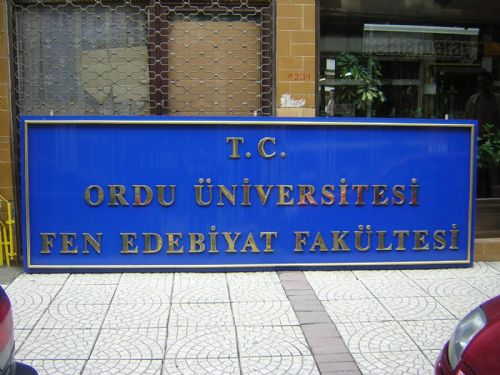 T.C.
ORDU ÜNİVERSİTESİ
FEN EDEBİYAT FAKÜLTESİ